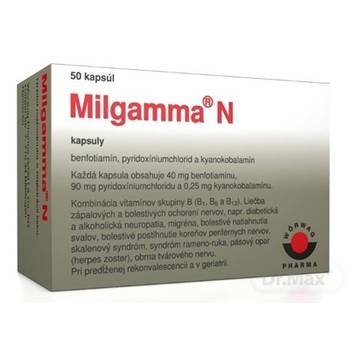 50 kapsúl
Milgamma® N
kapsuly
benfotiamín, pyridoxíniumchlorid a kyanokobalamín
Každá kapsula obsahuje 40 mg benfotiamínu,
90 mg pyridoxíniumchloridu a 0,25 mg kyanokobalamínu.
Kombinácia vitamínov skupiny B (B1, B6 a B12). Liečba
zápalových a bolestivých ochorení nervov, napr. diabetická
a alkoholická neuropatia, migréna, bolestivé natiahnutia
svalov, bolestivé postihnutie koreňov periférnych nervov,
skalenový syndróm, syndróm rameno-ruka, pásový oper
(herpes zoster), obrna tvárového nervu.
Pri predĺženej rekonvalescencii a v geriatrii.
WÖRWAG
PHARMA
Milgamma® N
Dr.Max+